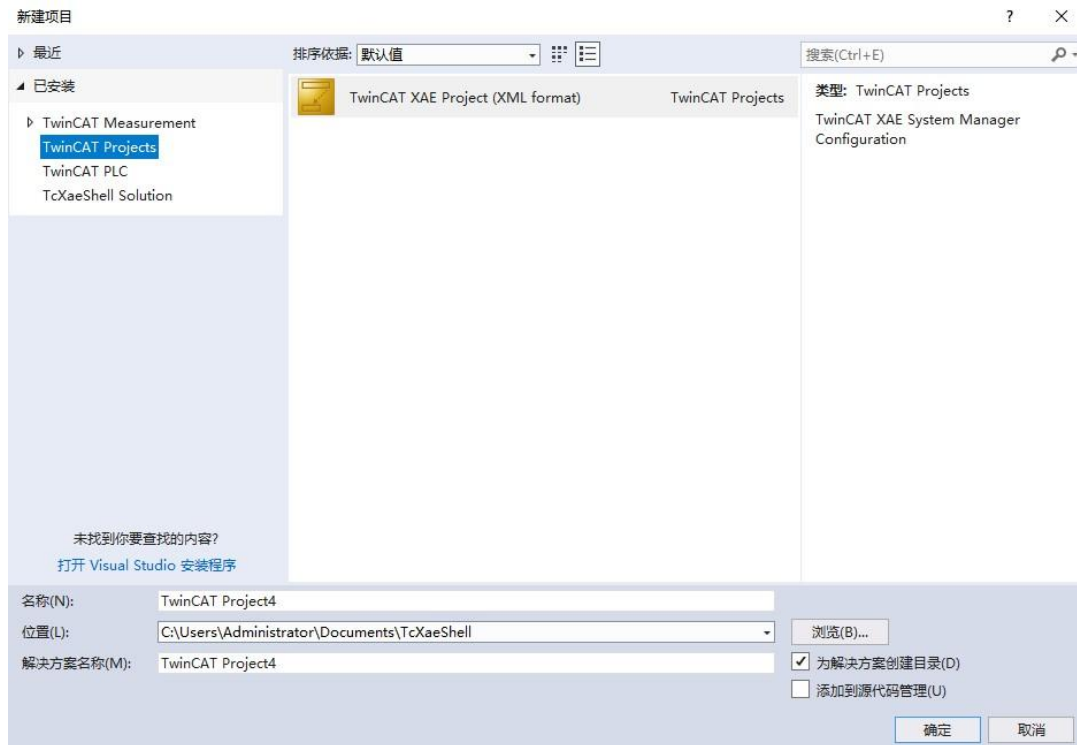 新建项目
?
最近
已安装
TwinCAT Measurement
TwinCAT Projects
TwinCAT PLC
TcXaeShell Solution
未找到你要查找的内容?
打开 Visual Studio 安装程序
排序依据: 默认值
TwinCAT XAE Project (XML format) TwinCAT Projects
搜索(Ctrl+E)
类型: TwinCAT Projects
TwinCAT XAE System Manager
Configuration
名称(N): TwinCAT Project4
位置(L): C:\Users\Administrator\Documents\TcXaeShell 浏览(B)...
解决方案名称(M): TwinCAT Project4
为解决方案创建目录(D)
添加到源代码管理(U)
确定 取消